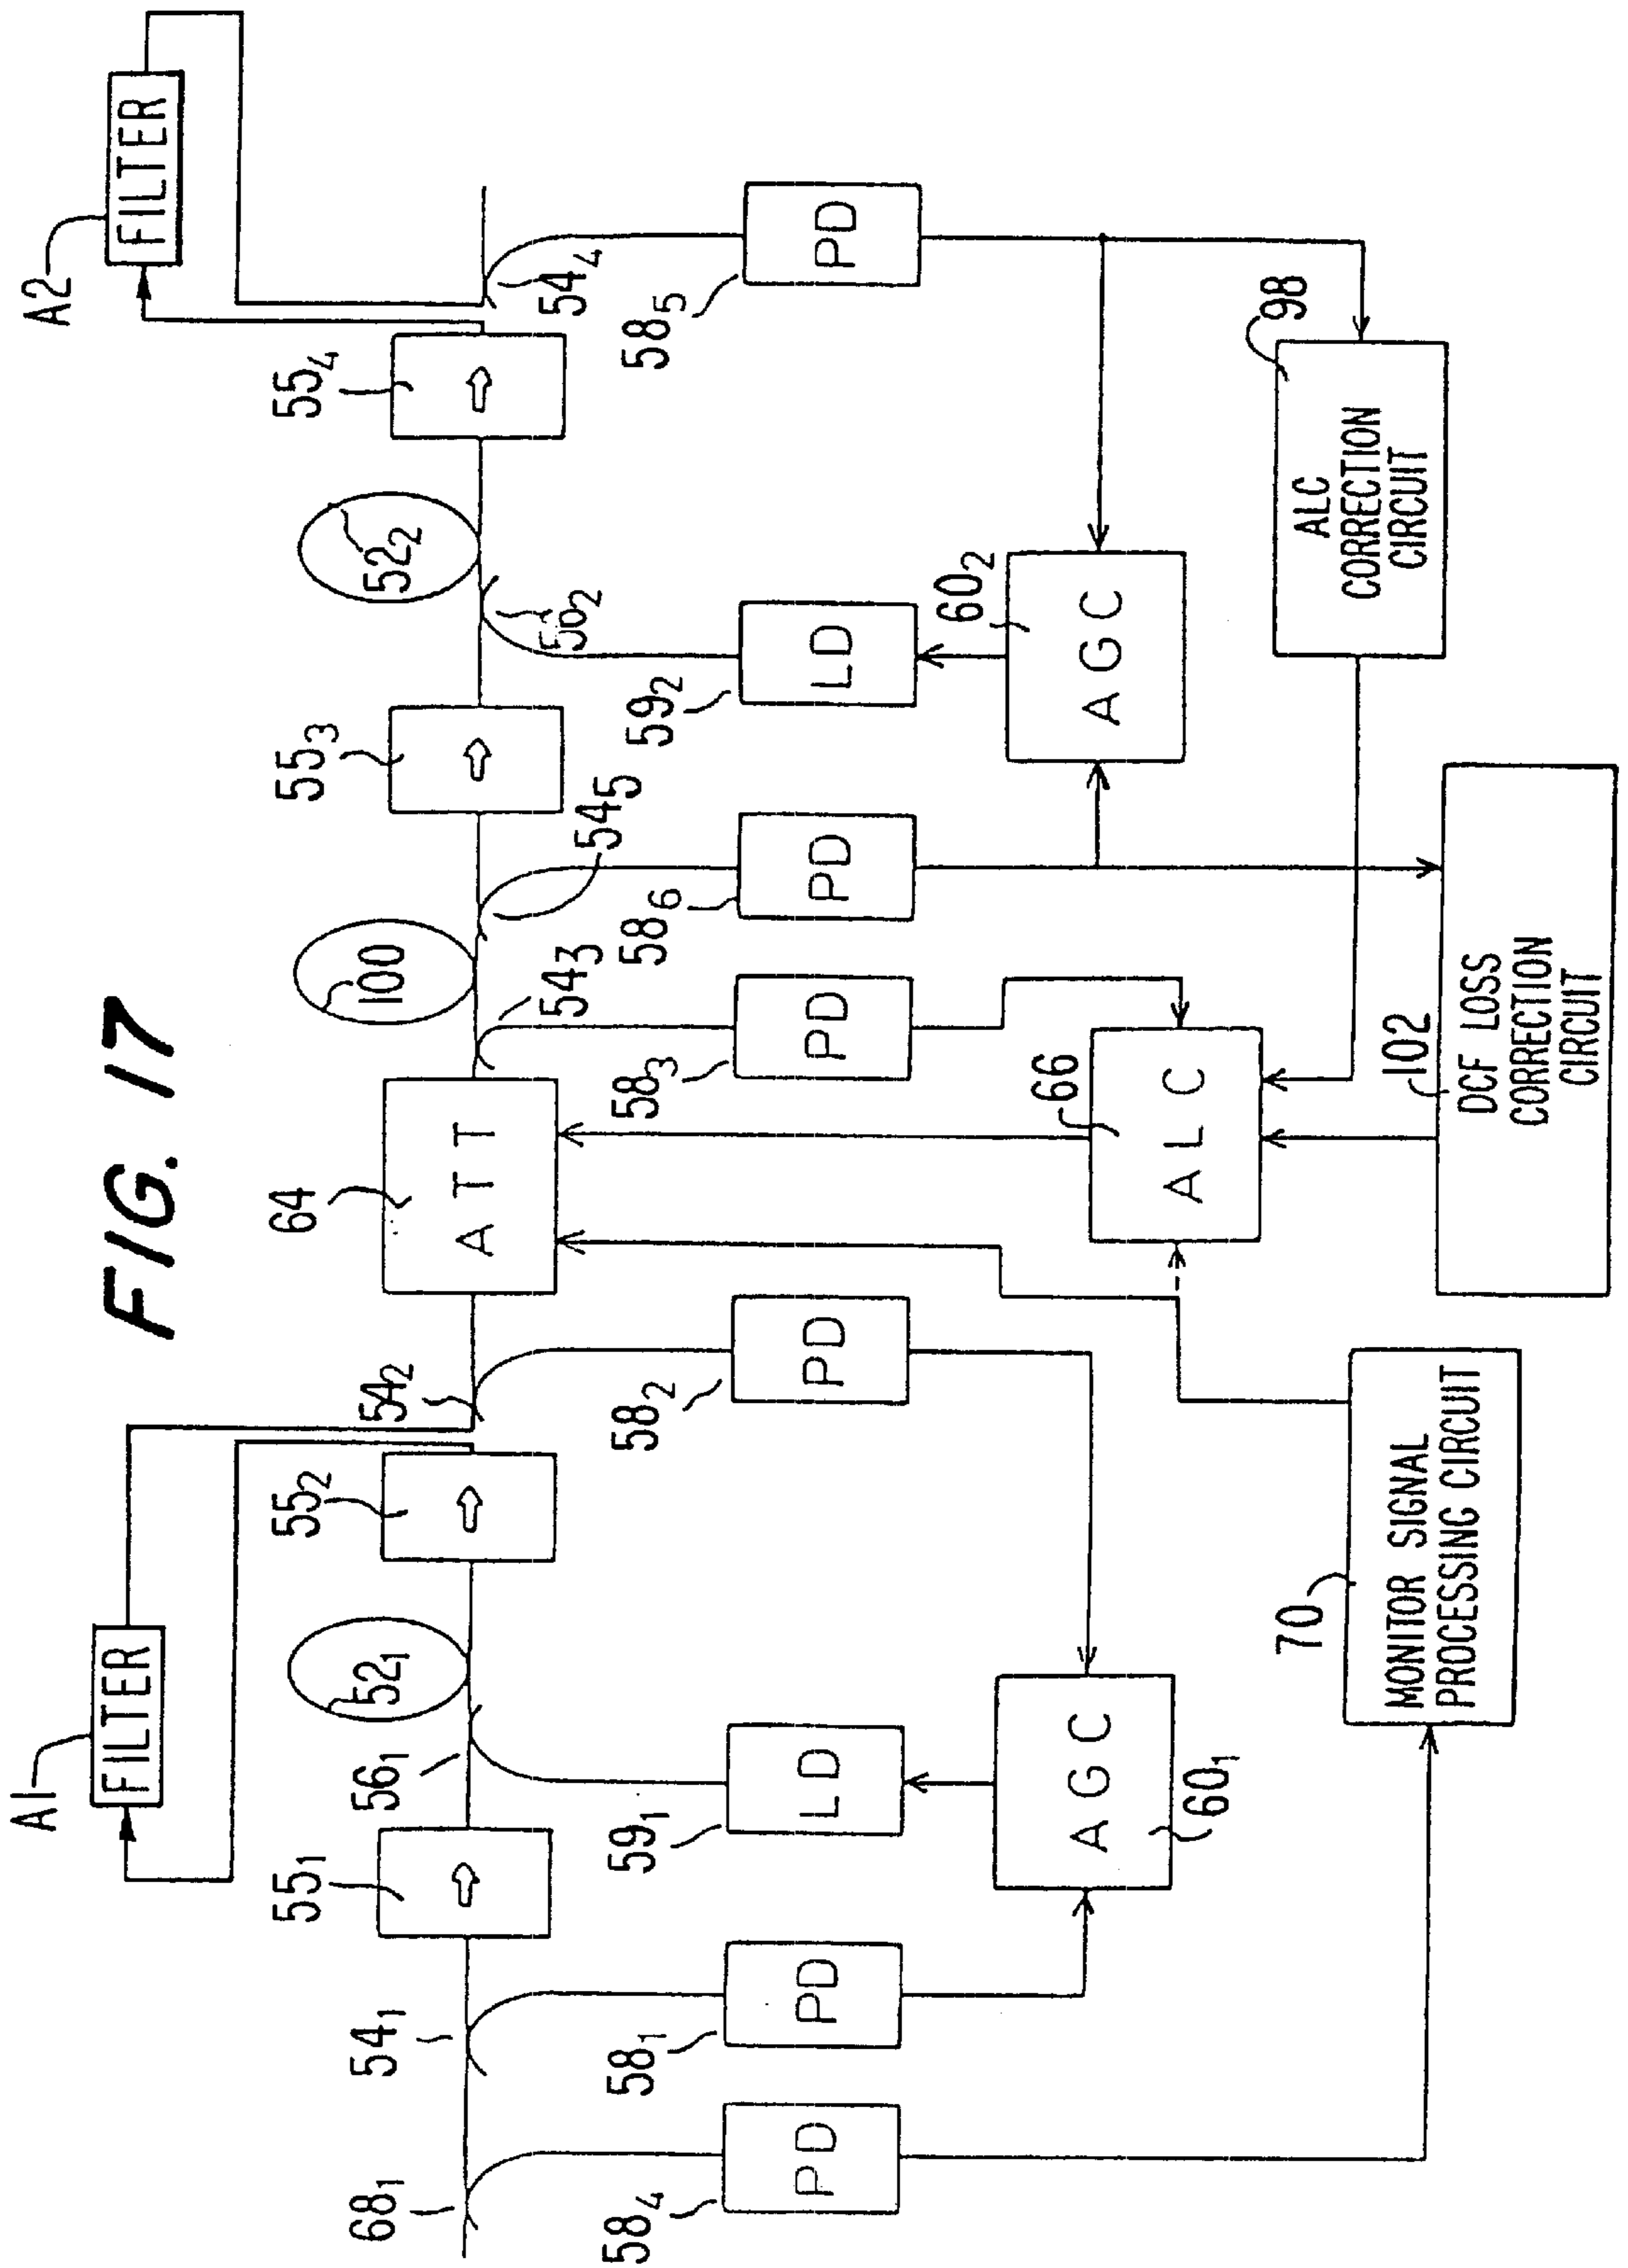 FIG. 17
A1
FILTER
A2
FILTER
68₁
54₁
55₁
56₁
52₁
55₂
54₂
64
ATT
54₃
100
54₅
55₃
56₂
52₂
55₄
54₄
58₄
PD
58₁
PD
59₁
LD
58₂
PD
58₃
PD
58₆
PD
59₂
LD
58₅
PD
AGC
60₁
66
ALC
AGC
60₂
70
MONITOR SIGNAL
PROCESSING CIRCUIT
102
DCF LOSS
CORRECTION
CIRCUIT
98
ALC
CORRECTION
CIRCUIT